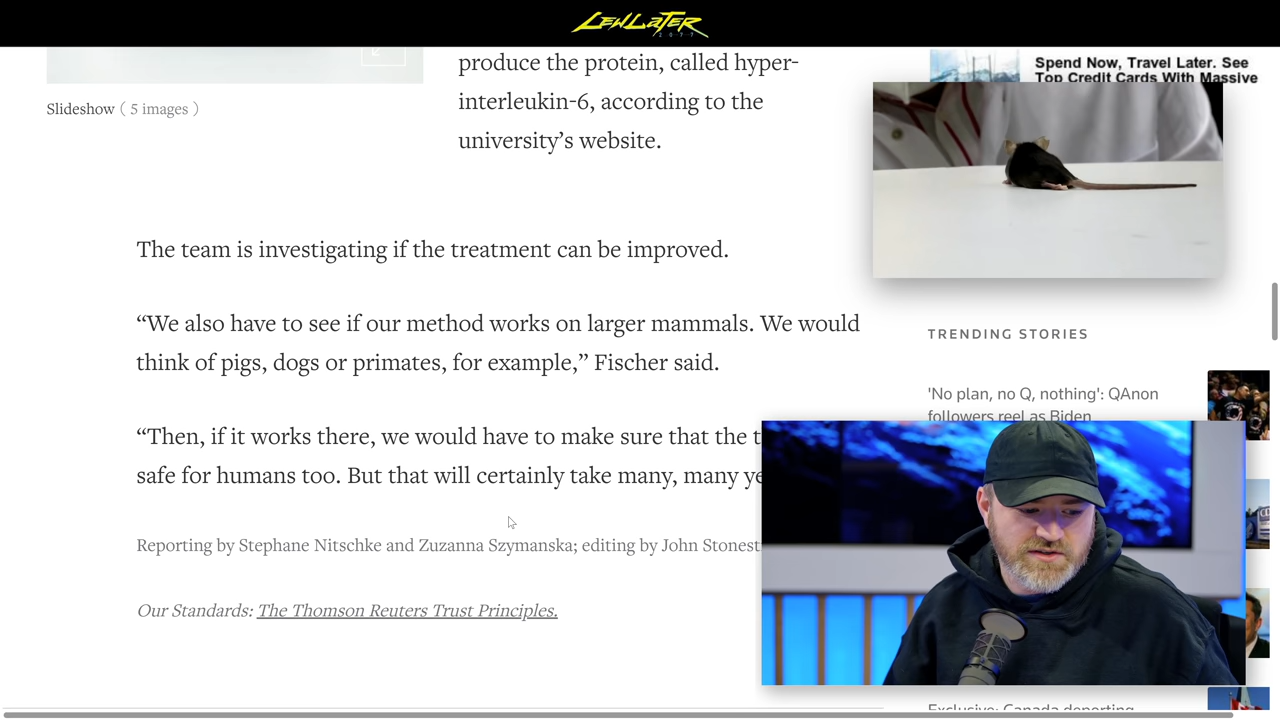 LEWLATER
2077
produce the protein, called hyper-
interleukin-6, according to the
university’s website.
Slideshow ( 5 images )
The team is investigating if the treatment can be improved.
“We also have to see if our method works on larger mammals. We would
think of pigs, dogs or primates, for example,” Fischer said.
“Then, if it works there, we would have to make sure that the
safe for humans too. But that will certainly take many, many
Reporting by Stephane Nitschke and Zuzanna Szymanska; editing by John
Our Standards: The Thomson Reuters Trust Principles.
Spend Now, Travel Later. See
Top Credit Cards With Massive
TRENDING STORIES
'No plan, no Q, nothing': QAnon
followers reel as Biden
Exclusive: Canada deporting